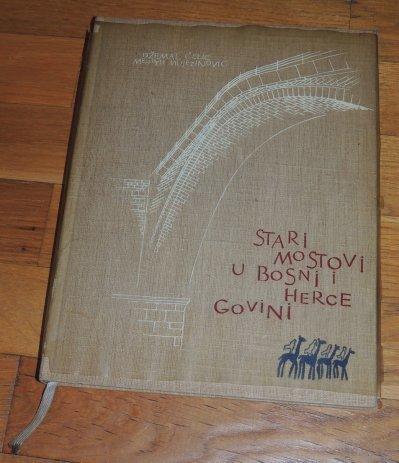 DŽEMAL ČELIĆ
MEHMED MUJEZINOVIĆ
STARI
MOSTOVI
U BOSNI I
HERCE
GOVINI